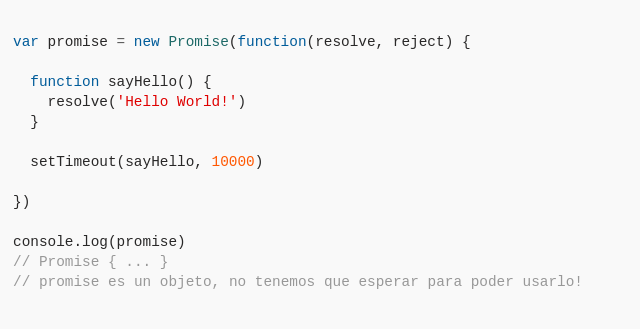 var promise = new Promise(function(resolve, reject) {
function sayHello() {
resolve('Hello World!')
}
setTimeout(sayHello, 10000)
})
console.log(promise)
// Promise { ... }
// promise es un objeto, no tenemos que esperar para poder usarlo!